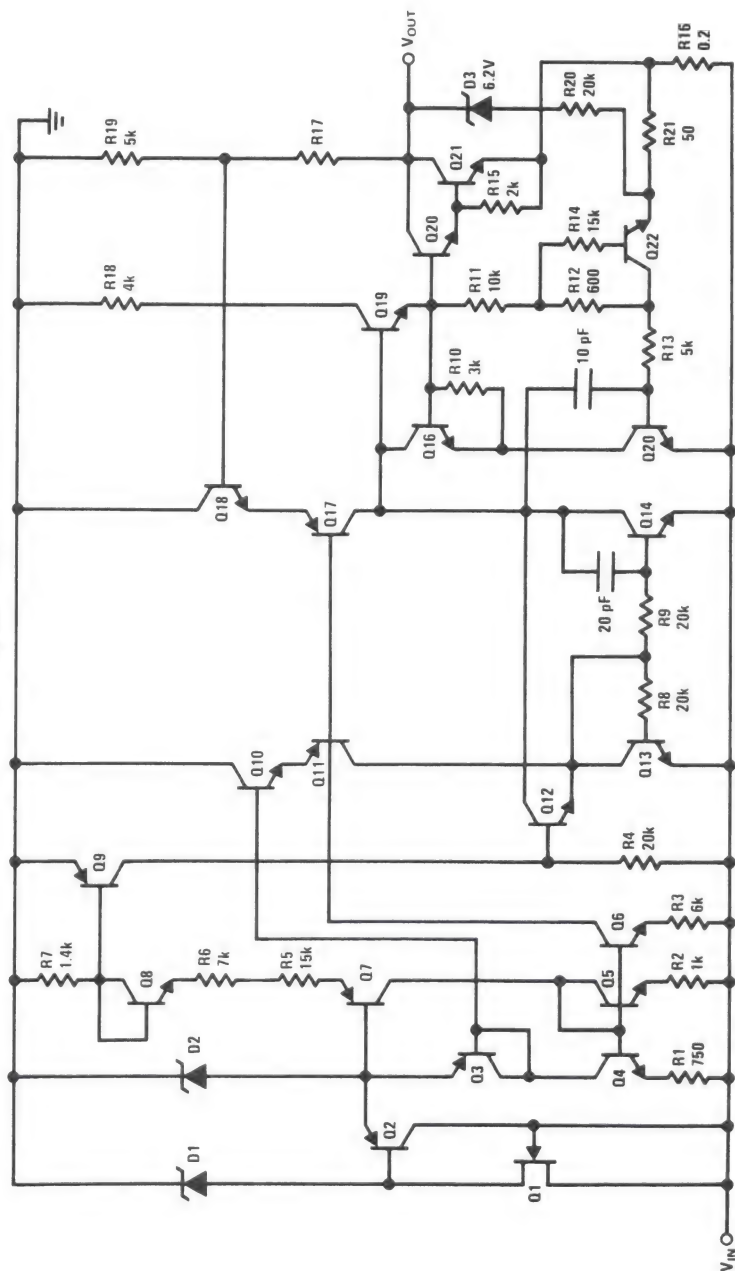 D1
D2
R7
1.4k
Q8
R6
7k
R5
15k
Q7
Q2
Q3
Q1
Q4
R1
750
Q5
R2
1k
Q6
R3
6k
Q9
Q12
R4
20k
Q10
Q11
Q13
R8
20k
R9
20k
20 pF
Q14
Q18
Q17
Q16
R10
3k
10 pF
Q20
R13
5k
R18
4k
Q19
R11
10k
R12
600
R14
15k
Q22
R19
5k
R17
Q20
Q21
R15
2k
D3
6.2V
R20
20k
R21
50
R16
0.2
VOUT
VIN